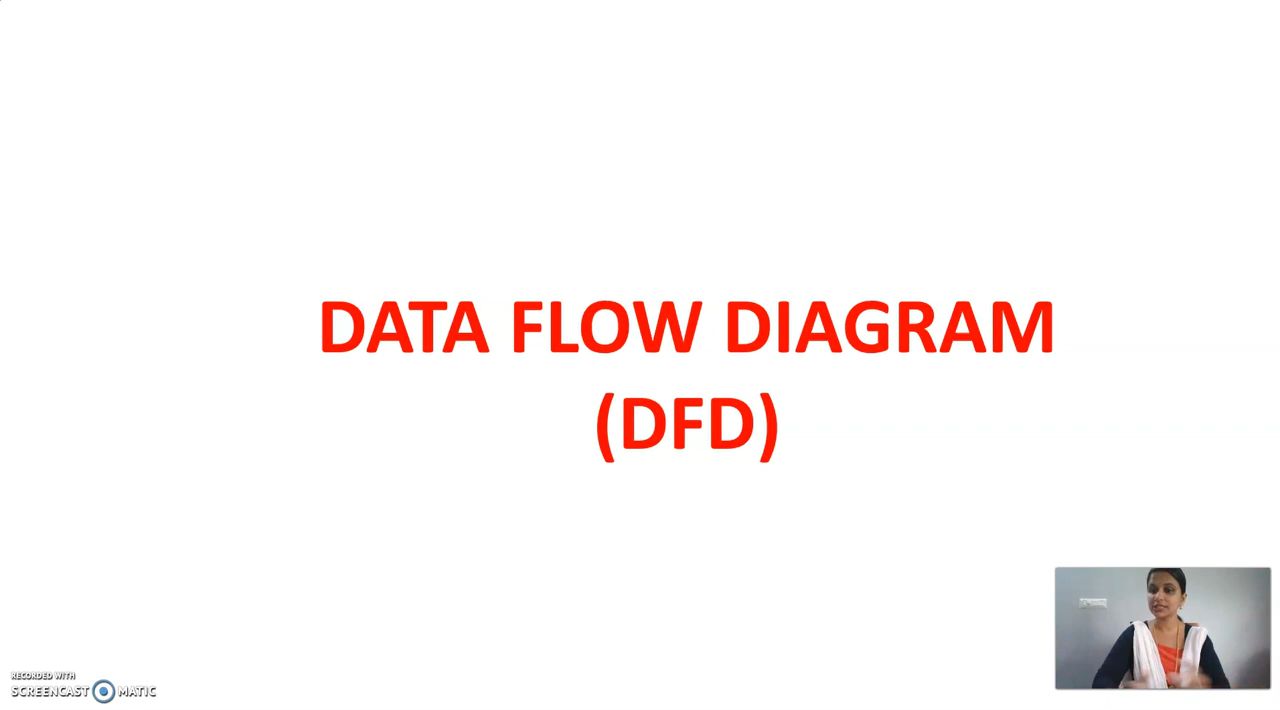 DATA FLOW DIAGRAM
(DFD)
RECORDED WITH
SCREENCAST MATIC